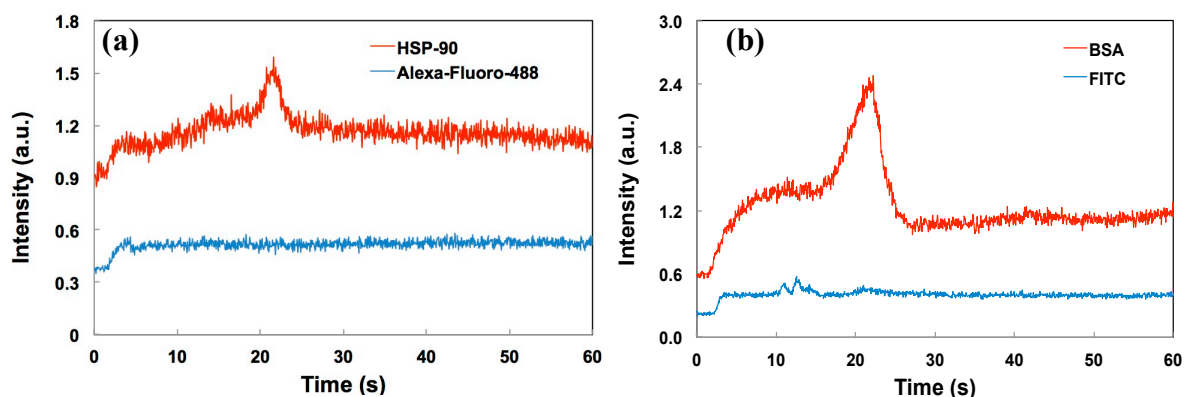 (a)
HSP-90
Alexa-Fluoro-488
1.8
1.5
1.2
0.9
0.6
0.3
0
Intensity (a.u.)
0 10 20 30 40 50 60
Time (s)
(b)
BSA
FITC
3.0
2.4
1.8
1.2
0.6
0.0
Intensity (a.u.)
0 10 20 30 40 50 60
Time (s)